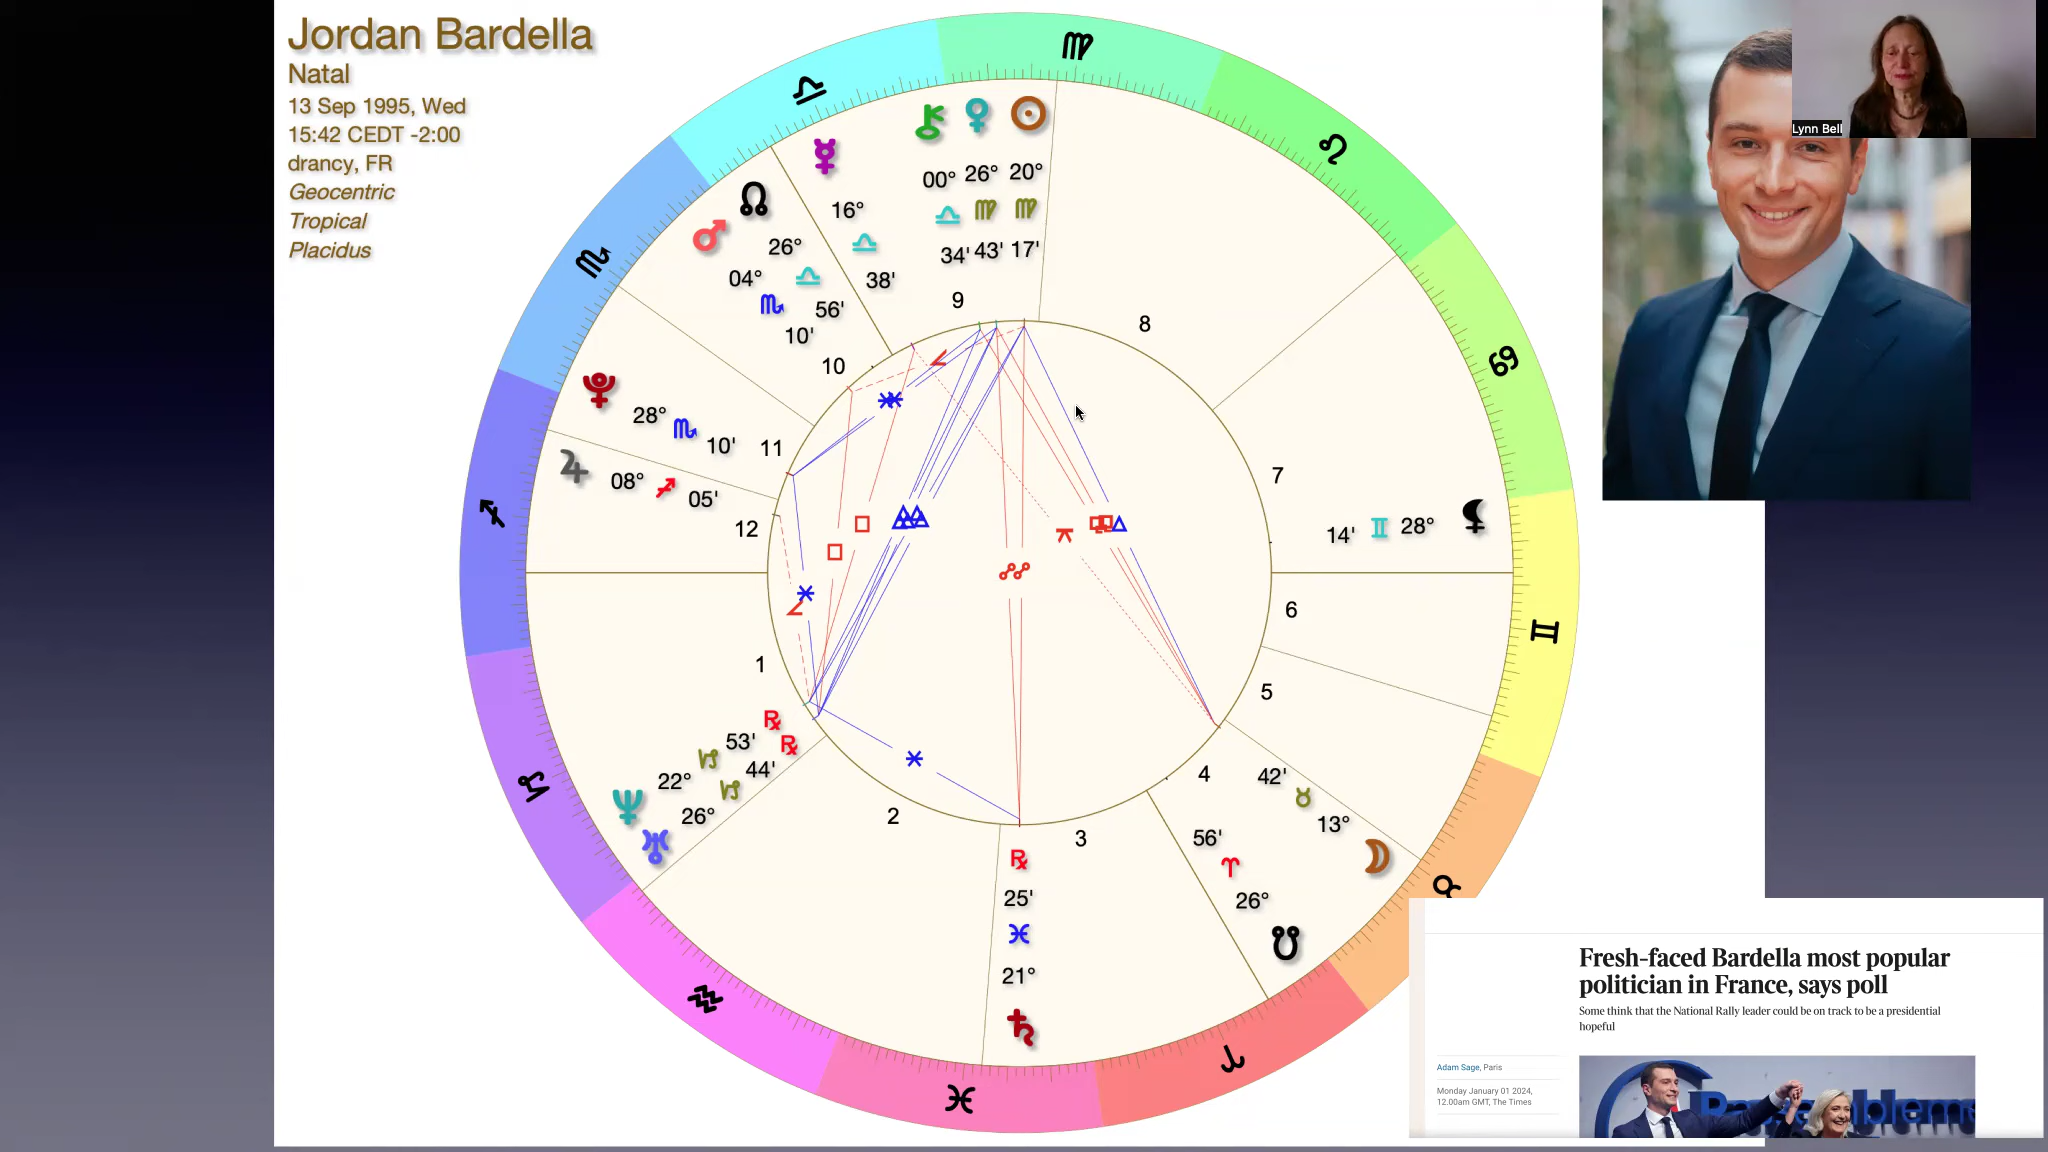 Jordan Bardella
Natal
13 Sep 1995, Wed
15:42 CEDT -2:00
drancy, FR
Geocentric
Tropical
Placidus
Lynn Bell
00° 26° 20°
34' 43' 17'
16°
38'
26°
56'
04°
10'
28° 10'
08° 05'
14' 28°
53'
22°
44'
26°
25'
21°
42'
13°
56'
26°
1
2
3
4
5
6
7
8
9
10
11
12
Fresh-faced Bardella most popular
politician in France, says poll
Some think that the National Rally leader could be on track to be a presidential
hopeful
Adam Sage, Paris
Monday January 01 2024,
12.00am GMT, The Times